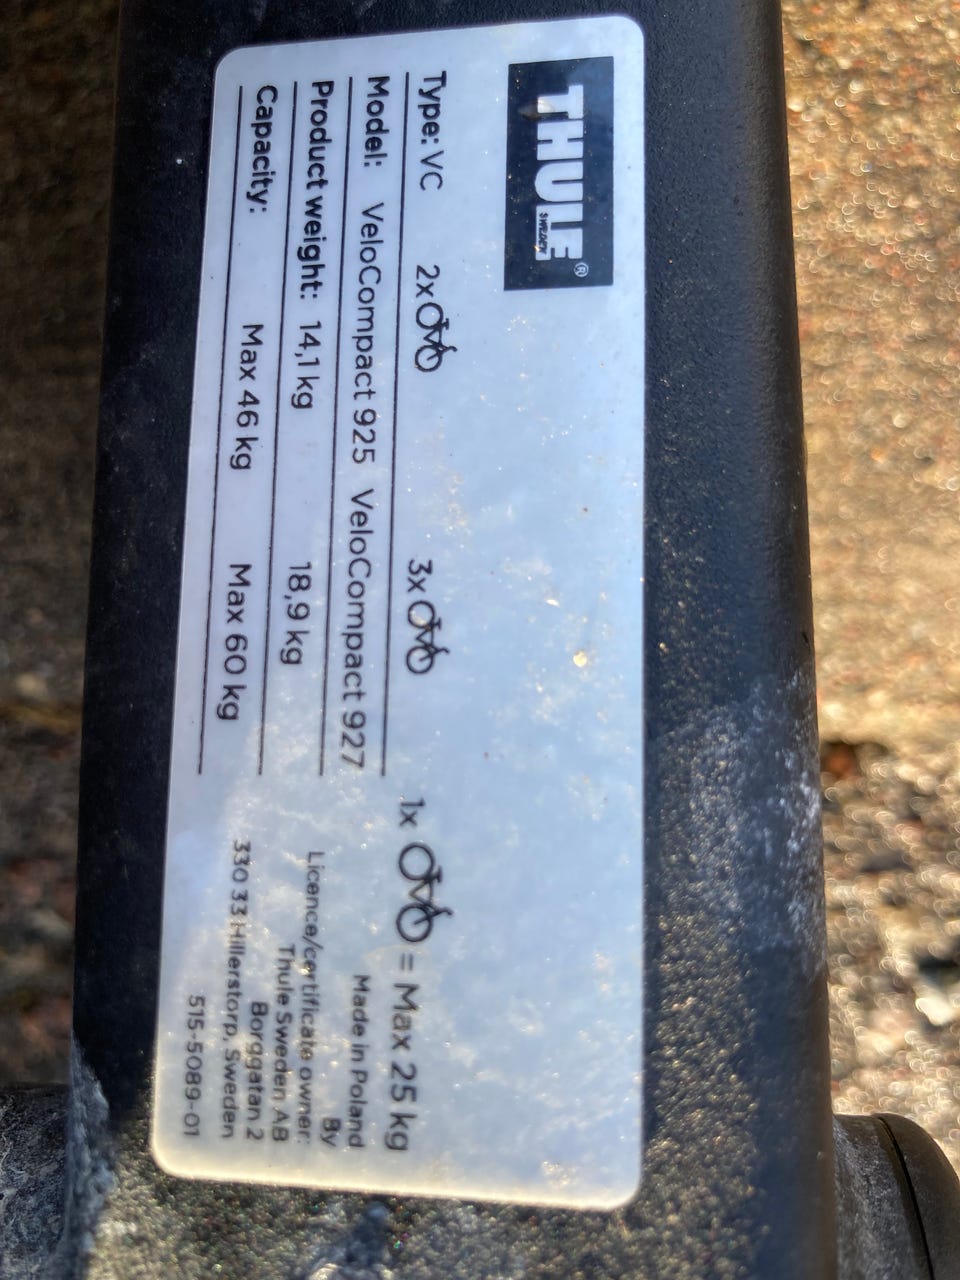 THULE®
SWEDEN
Type: VC 2x 3x 1x = Max 25 kg
Model: VeloCompact 925 VeloCompact 927
Product weight: 14,1 kg 18,9 kg
Capacity: Max 46 kg Max 60 kg
Made in Poland
By
Licence/certificate owner:
Thule Sweden AB
Borggatan 2
330 33 Hillerstorp, Sweden
515-5089-01